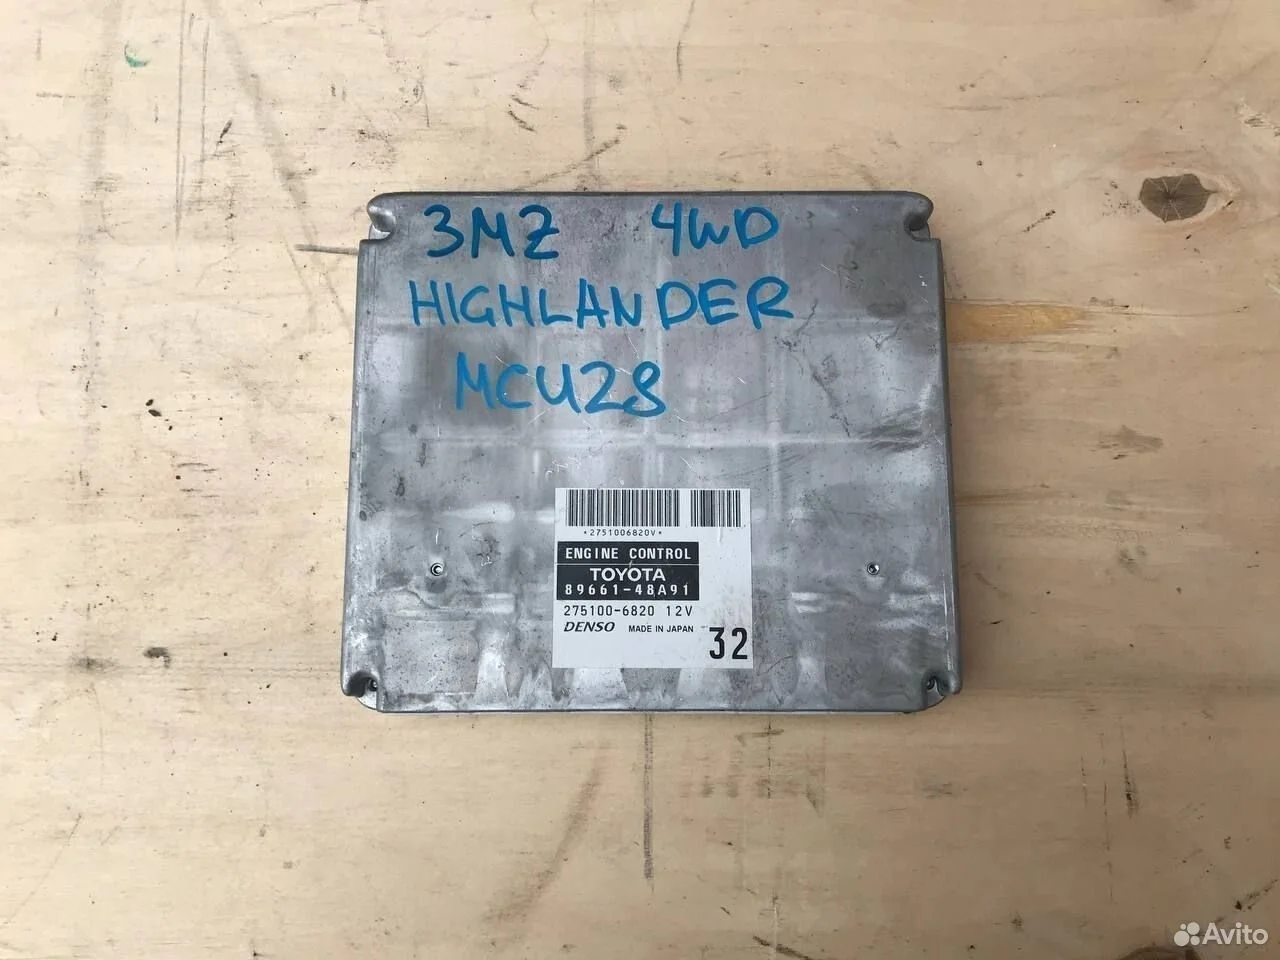 3MZ 4WD
HIGHLANDER
MCU28
*2751006820V*
ENGINE CONTROL
TOYOTA
89661-48A91
275100-6820 12V
DENSO MADE IN JAPAN
32
Avito